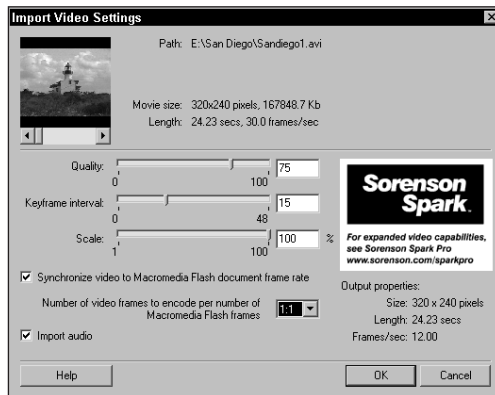 Import Video Settings
Path: E:\San Diego\Sandiego1.avi
Movie size: 320x240 pixels, 167848.7 Kb
Length: 24.23 secs, 30.0 frames/sec
Quality: 75
0 100
Keyframe interval: 15
0 48
Scale: 100 %
1 100
Sorenson
Spark.
For expanded video capabilities,
see Sorenson Spark Pro
www.sorenson.com/sparkpro
Synchronize video to Macromedia Flash document frame rate
Number of video frames to encode per number of
Macromedia Flash frames 1:1
Import audio
Output properties:
Size: 320 x 240 pixels
Length: 24.23 secs
Frames/sec: 12.00
Help OK Cancel